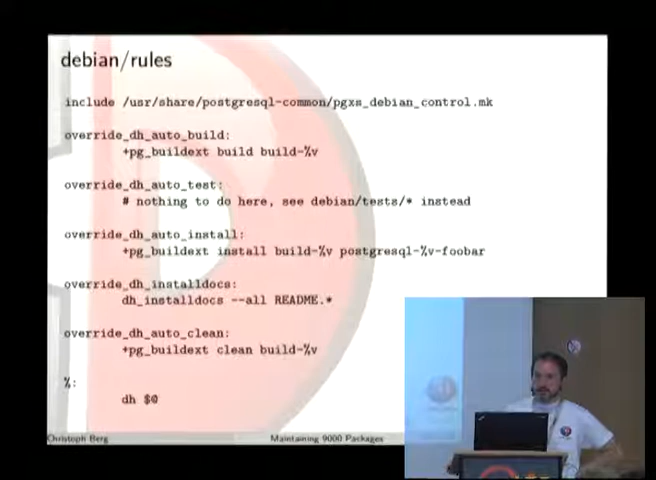 debian/rules
include /usr/share/postgresql-common/pgxs_debian_control.mk
override_dh_auto_build:
+pg_buildext build build-%v
override_dh_auto_test:
# nothing to do here, see debian/tests/* instead
override_dh_auto_install:
+pg_buildext install build-%v postgresql-%v-foobar
override_dh_installdocs:
dh_installdocs --all README.*
override_dh_auto_clean:
+pg_buildext clean build-%v
%:
dh $@
Christoph Berg
Maintaining 9000 Packages